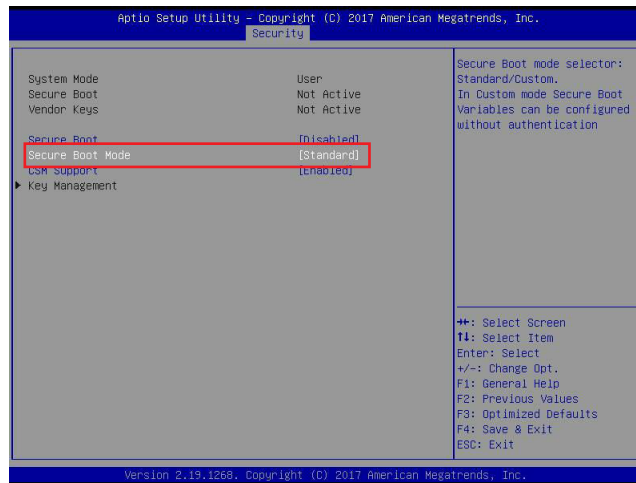 Aptio Setup Utility – Copyright (C) 2017 American Megatrends, Inc.
Security
System Mode User
Secure Boot Not Active
Vendor Keys Not Active
Secure Boot [Disabled]
Secure Boot Mode [Standard]
CSM Support [Enabled]
Key Management
Secure Boot mode selector:
Standard/Custom.
In Custom mode Secure Boot
Variables can be configured
without authentication
→←: Select Screen
↑↓: Select Item
Enter: Select
+/-: Change Opt.
F1: General Help
F2: Previous Values
F3: Optimized Defaults
F4: Save & Exit
ESC: Exit
Version 2.19.1268. Copyright (C) 2017 American Megatrends, Inc.